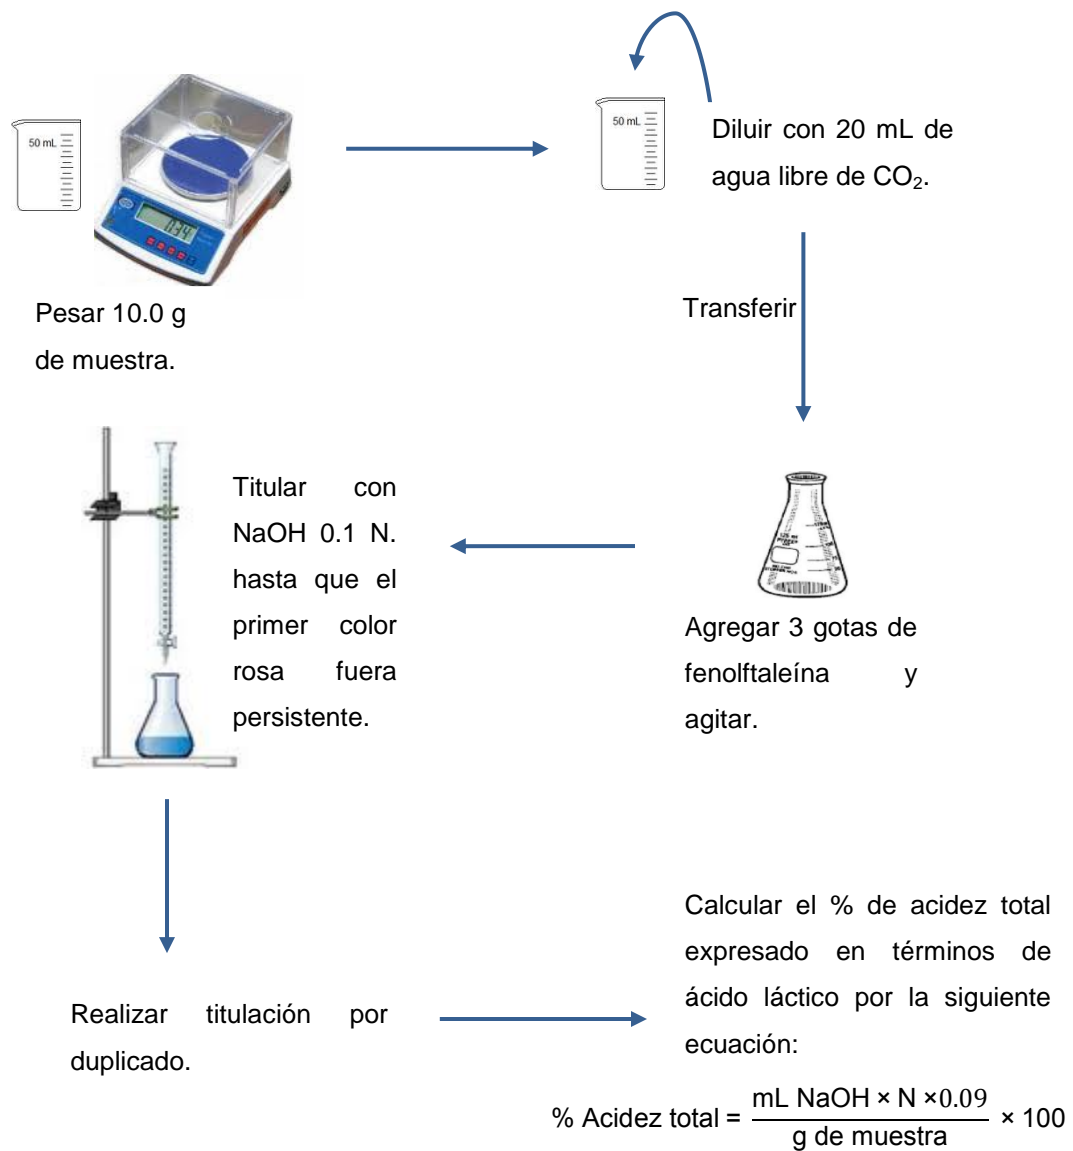 50 mL
0.34
Pesar 10.0 g
de muestra.
50 mL
Diluir con 20 mL de
agua libre de CO₂.
Transferir
Agregar 3 gotas de
fenolftaleína y
agitar.
Titular con
NaOH 0.1 N.
hasta que el
primer color
rosa fuera
persistente.
Realizar titulación por
duplicado.
Calcular el % de acidez total
expresado en términos de
ácido láctico por la siguiente
ecuación:
% Acidez total = mL NaOH × N ×0.09 / g de muestra × 100